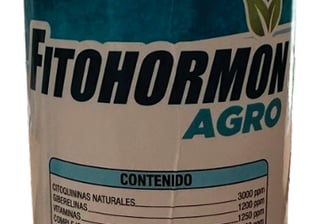 FITOHORMON
AGRO
CONTENIDO
CITOQUININAS NATURALES 3000 ppm
GIBERELINAS 1200 ppm
VITAMINAS 1250 ppm